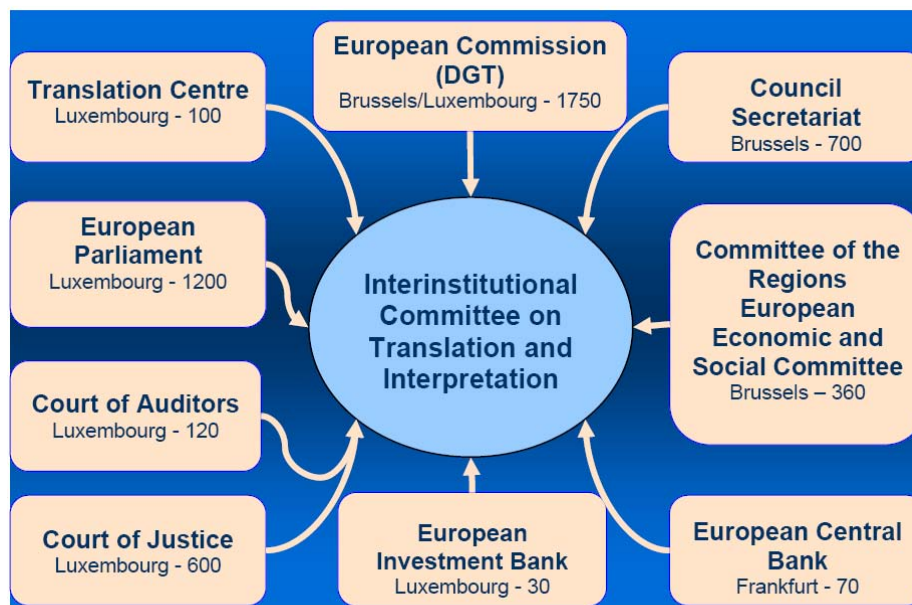 European Commission
(DGT)
Brussels/Luxembourg - 1750
Translation Centre
Luxembourg - 100
Council
Secretariat
Brussels - 700
European
Parliament
Luxembourg - 1200
Committee of the
Regions
European
Economic and
Social Committee
Brussels – 360
Interinstitutional
Committee on
Translation and
Interpretation
Court of Auditors
Luxembourg - 120
Court of Justice
Luxembourg - 600
European
Investment Bank
Luxembourg - 30
European Central
Bank
Frankfurt - 70